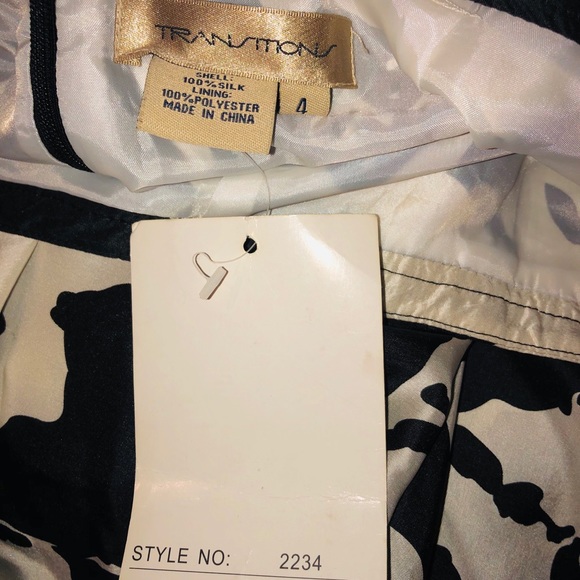 TRANSITIONS
SHELL:
100%SILK
LINING:
100%POLYESTER
MADE IN CHINA
4
STYLE NO: 2234